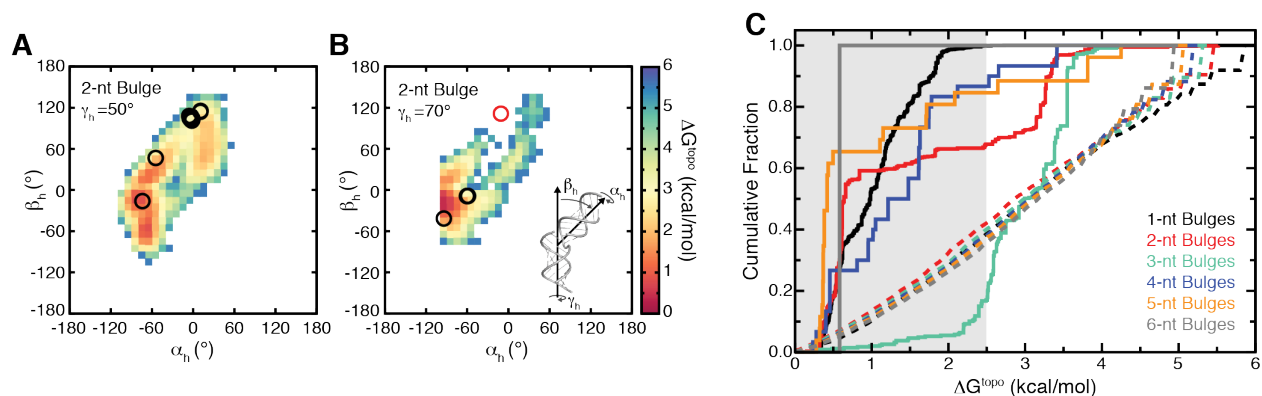 A
2-nt Bulge
γh=50°
180
120
60
0
-60
-120
-180
βh (°)
-180 -120 -60 0 60 120 180
αh (°)
B
2-nt Bulge
γh=70°
180
120
60
0
-60
-120
-180
βh (°)
-180 -120 -60 0 60 120 180
αh (°)
βh
αh
γh
6
5
4
3
2
1
0
ΔGtopo (kcal/mol)
C
1.0
0.8
0.6
0.4
0.2
0.0
Cumulative Fraction
0 1 2 3 4 5 6
ΔGtopo (kcal/mol)
1-nt Bulges
2-nt Bulges
3-nt Bulges
4-nt Bulges
5-nt Bulges
6-nt Bulges